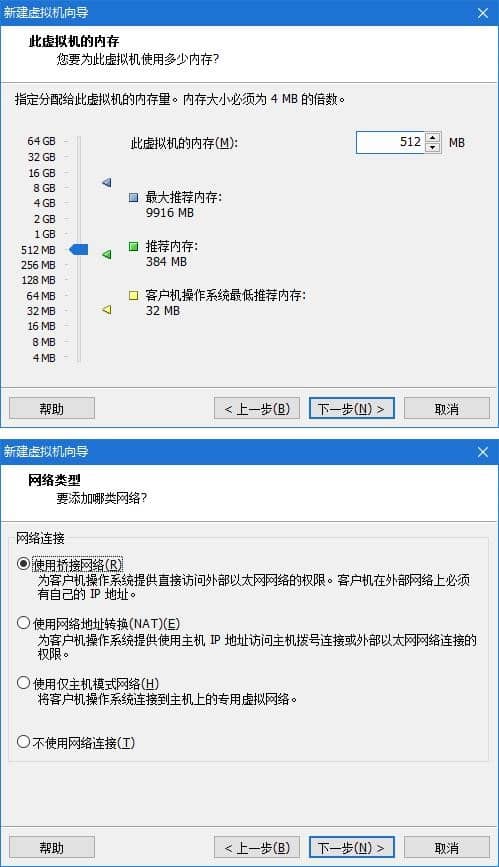 新建虚拟机向导
此虚拟机的内存
您要为此虚拟机使用多少内存?
指定分配给此虚拟机的内存量。内存大小必须为 4 MB 的倍数。
64 GB
32 GB
16 GB
8 GB
4 GB
2 GB
1 GB
512 MB
256 MB
128 MB
64 MB
32 MB
16 MB
8 MB
4 MB
此虚拟机的内存(M):
512 MB
最大推荐内存:
9916 MB
推荐内存:
384 MB
客户机操作系统最低推荐内存:
32 MB
帮助
< 上一步(B)
下一步(N) >
取消
新建虚拟机向导
网络类型
要添加哪类网络?
网络连接
使用桥接网络(R)
为客户机操作系统提供直接访问外部以太网网络的权限。客户机在外部网络上必须
有自己的 IP 地址。
使用网络地址转换(NAT)(E)
为客户机操作系统提供使用主机 IP 地址访问主机拨号连接或外部以太网网络连接的
权限。
使用仅主机模式网络(H)
将客户机操作系统连接到主机上的专用虚拟网络。
不使用网络连接(T)
帮助
< 上一步(B)
下一步(N) >
取消